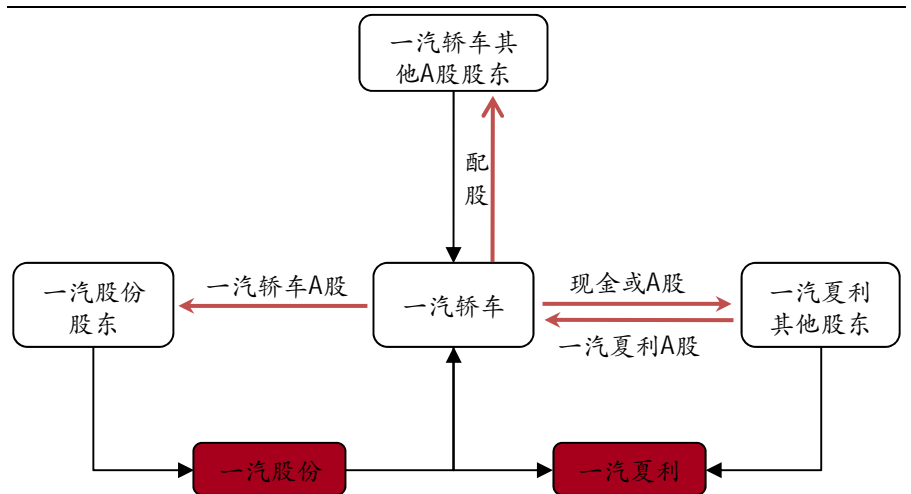 一汽轿车其
他A股股东
配
股
一汽股份
股东
一汽轿车A股
一汽轿车
现金或A股
一汽夏利A股
一汽夏利
其他股东
一汽股份
一汽夏利